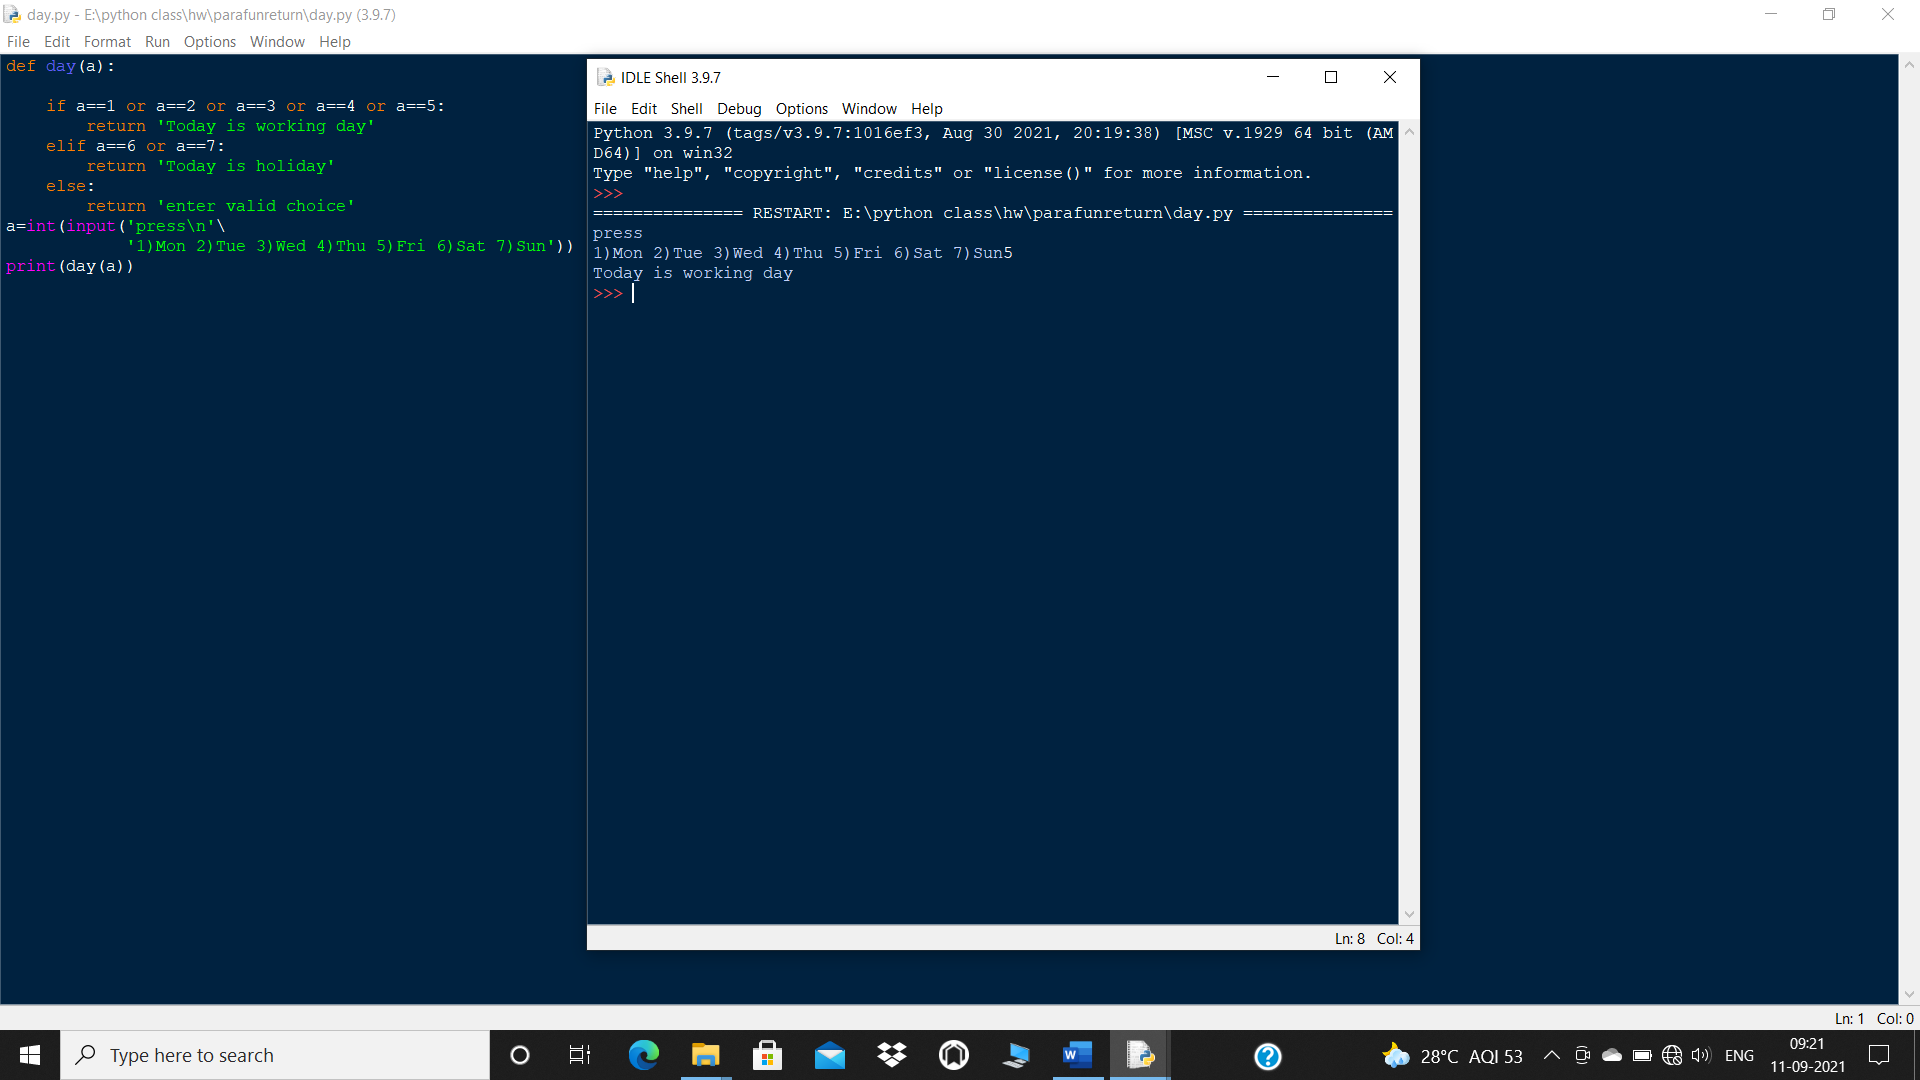 day.py - E:\python class\hw\parafunreturn\day.py (3.9.7)
File Edit Format Run Options Window Help
def day(a):
    if a==1 or a==2 or a==3 or a==4 or a==5:
        return 'Today is working day'
    elif a==6 or a==7:
        return 'Today is holiday'
    else:
        return 'enter valid choice'
a=int(input('press\n'\
            '1)Mon 2)Tue 3)Wed 4)Thu 5)Fri 6)Sat 7)Sun'))
print(day(a))
IDLE Shell 3.9.7
File Edit Shell Debug Options Window Help
Python 3.9.7 (tags/v3.9.7:1016ef3, Aug 30 2021, 20:19:38) [MSC v.1929 64 bit (AM
D64)] on win32
Type "help", "copyright", "credits" or "license()" for more information.
>>>
=============== RESTART: E:\python class\hw\parafunreturn\day.py ===============
press
1)Mon 2)Tue 3)Wed 4)Thu 5)Fri 6)Sat 7)Sun5
Today is working day
>>>
Ln: 8 Col: 4
Ln: 1 Col: 0
Type here to search
28°C AQI 53
ENG
09:21
11-09-2021